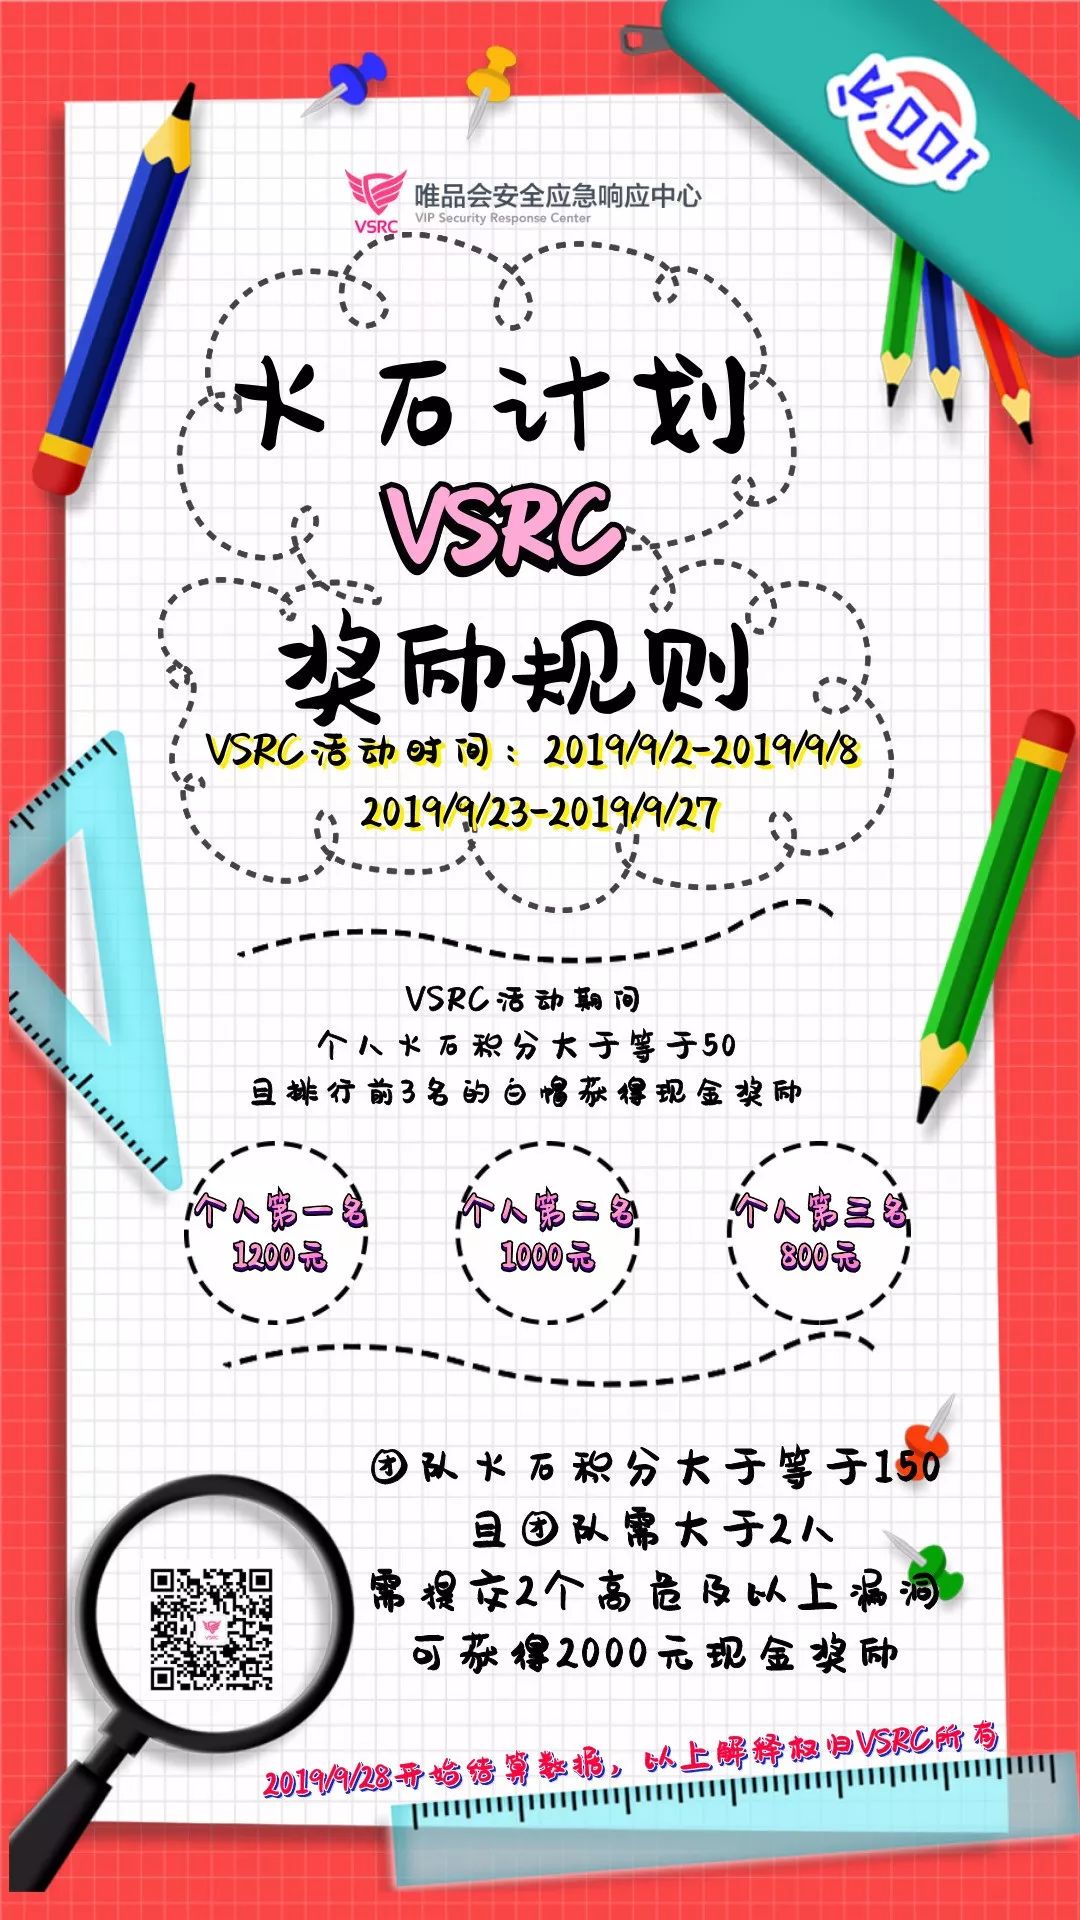 100分
VSRC
唯品会安全应急响应中心
VIP Security Response Center
火石计划
VSRC
奖励规则
VSRC活动时间：2019/9/2-2019/9/8
2019/9/23-2019/9/27
VSRC活动期间
个人火石积分大于等于50
且排行前3名的白帽获得现金奖励
个人第一名
1200元
个人第二名
1000元
个人第三名
800元
团队火石积分大于等于150
且团队需大于2人
需提交2个高危及以上漏洞
可获得2000元现金奖励
VSRC
2019/9/28开始结算数据，以上解释权归VSRC所有